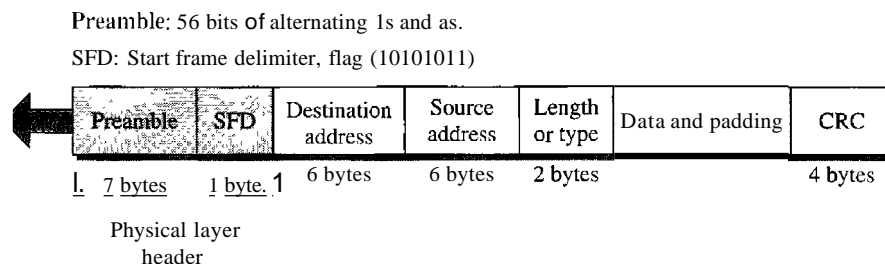 Preamble: 56 bits of alternating 1s and as.
SFD: Start frame delimiter, flag (10101011)
Preamble SFD Destination address Source address Length or type Data and padding CRC
I. 7 bytes 1 byte. 1 6 bytes 6 bytes 2 bytes 4 bytes
Physical layer
header